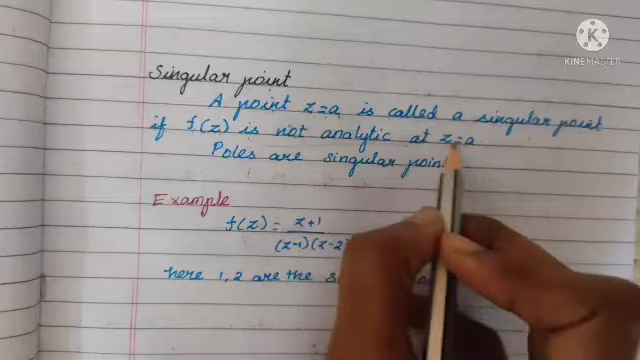 Singular point
A point z=a is called a singular point
if f(z) is not analytic at z=a
Poles are singular
Example
f(z) = z+1
(z-1)(z-2)
here 1, 2 are the
K
KINEMASTER